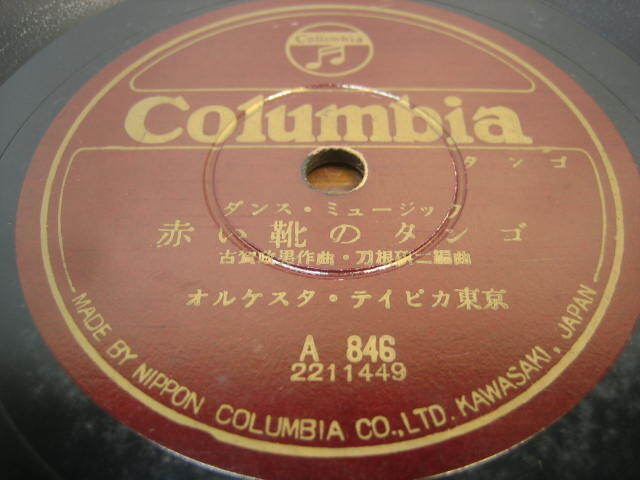 Columbia
Columbia
タンゴ
ダンス・ミュージック
赤い靴のタンゴ
古賀政男作曲・刀根研二編曲
オルケスタ・テイピカ東京
A 846
2211449
MADE BY NIPPON COLUMBIA CO., LTD. KAWASAKI, JAPAN